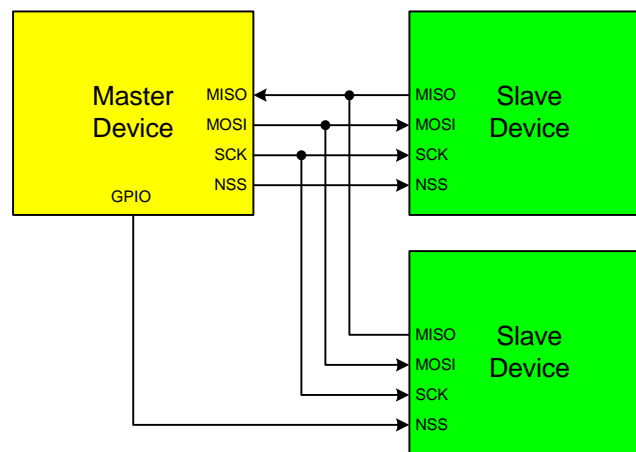 Master
Device
GPIO
MISO
MOSI
SCK
NSS
MISO
MOSI
SCK
NSS
Slave
Device
MISO
MOSI
SCK
NSS
Slave
Device